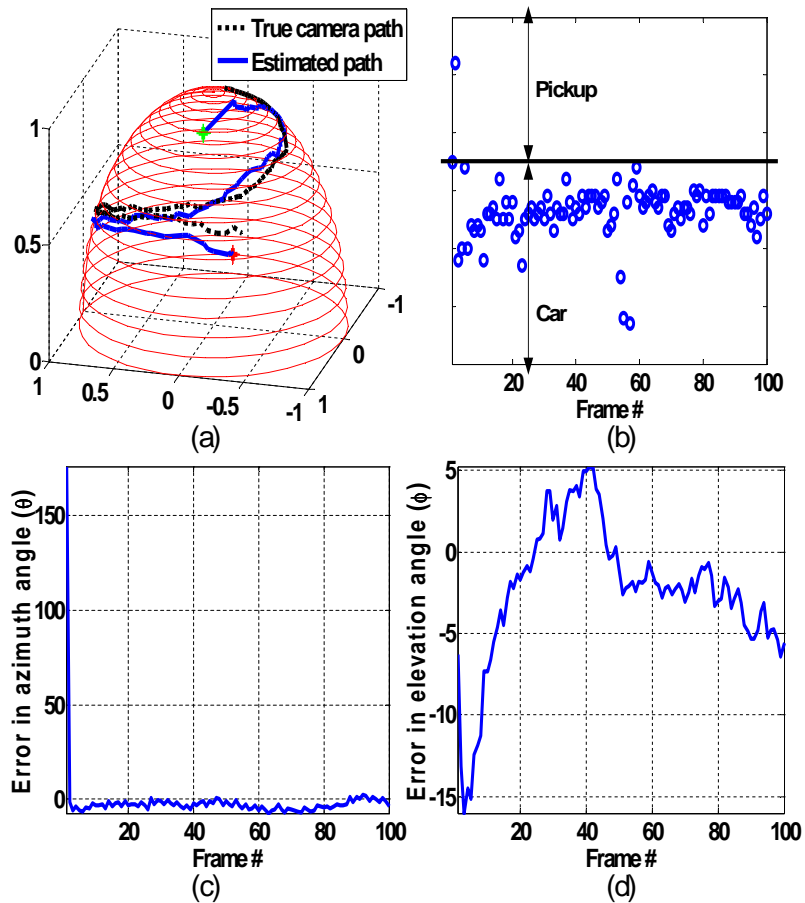 True camera path
Estimated path
1
0.5
0
1
0.5
0
-0.5
-1
1
0
-1
(a)
Pickup
Car
20
40
60
80
100
Frame #
(b)
Error in azimuth angle (θ)
150
100
50
0
20
40
60
80
100
Frame #
(c)
Error in elevation angle (ϕ)
5
0
-5
-10
-15
20
40
60
80
100
Frame #
(d)